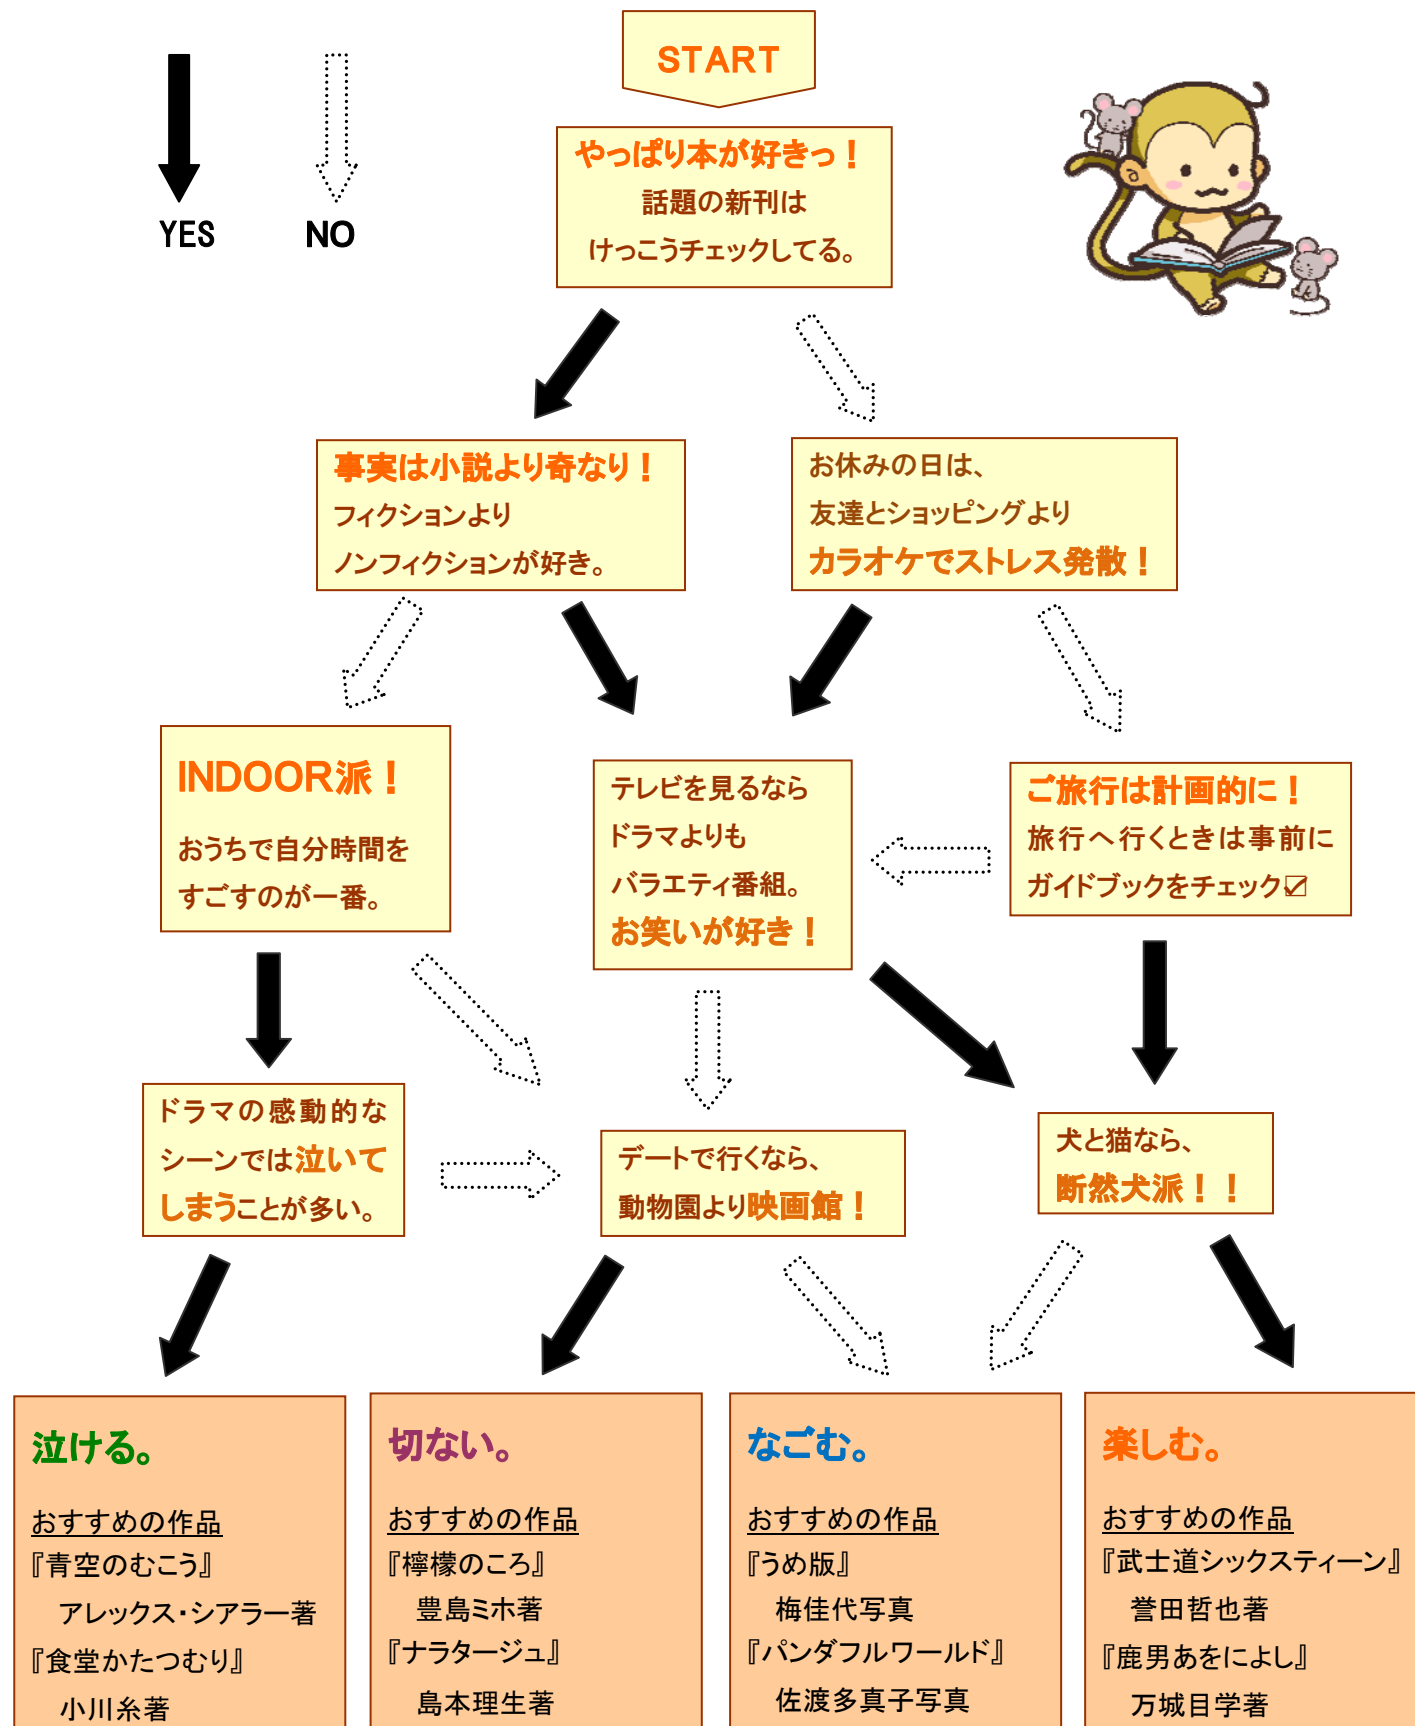 START
YES
NO
やっぱり本が好きっ！
話題の新刊は
けっこうチェックしてる。
事実は小説より奇なり！
フィクションより
ノンフィクションが好き。
お休みの日は、
友達とショッピングより
カラオケでストレス発散！
INDOOR派！
おうちで自分時間を
すごすのが一番。
テレビを見るなら
ドラマよりも
バラエティ番組。
お笑いが好き！
ご旅行は計画的に！
旅行へ行くときは事前に
ガイドブックをチェック☑
ドラマの感動的な
シーンでは泣いて
しまうことが多い。
デートで行くなら、
動物園より映画館！
犬と猫なら、
断然犬派！！
泣ける。
おすすめの作品
『青空のむこう』
アレックス・シアラー著
『食堂かたつむり』
小川糸著
切ない。
おすすめの作品
『檸檬のころ』
豊島ミホ著
『ナラタージュ』
島本理生著
なごむ。
おすすめの作品
『うめ版』
梅佳代写真
『パンダフルワールド』
佐渡多真子写真
楽しむ。
おすすめの作品
『武士道シックスティーン』
誉田哲也著
『鹿男あをによし』
万城目学著